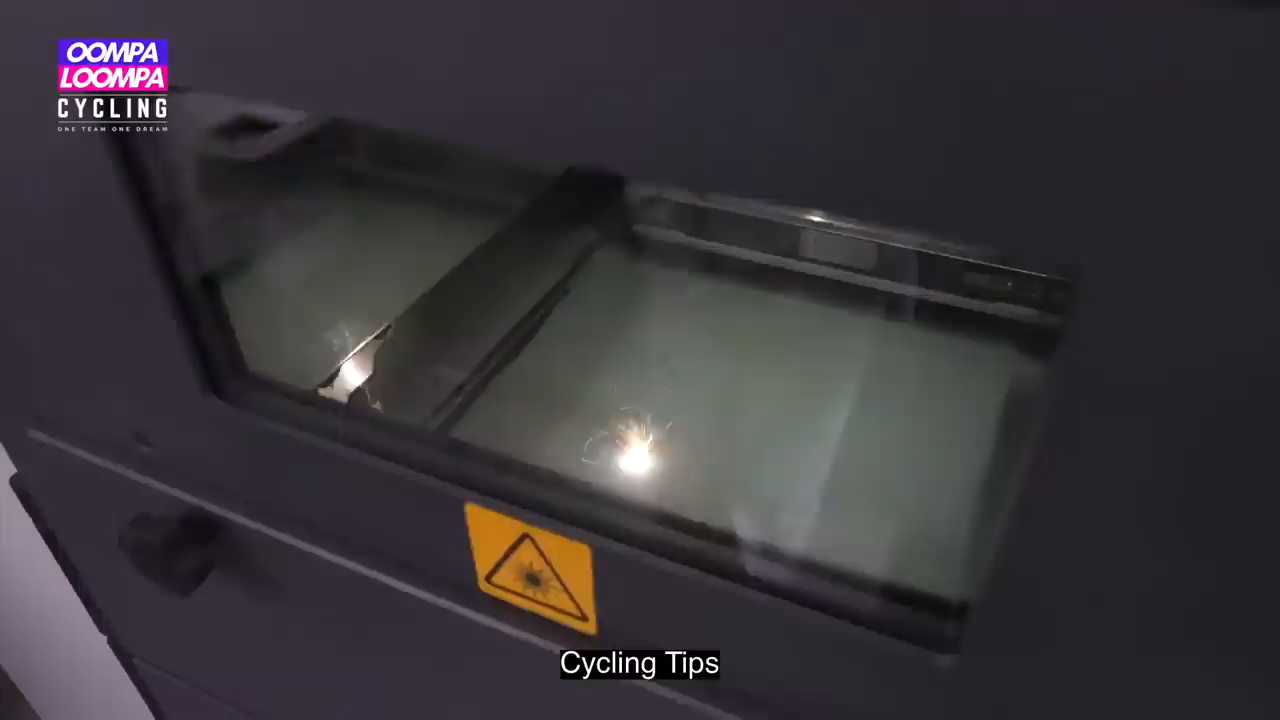 OOMPA
LOOMPA
CYCLING
ONE TEAM ONE DREAM
Cycling Tips